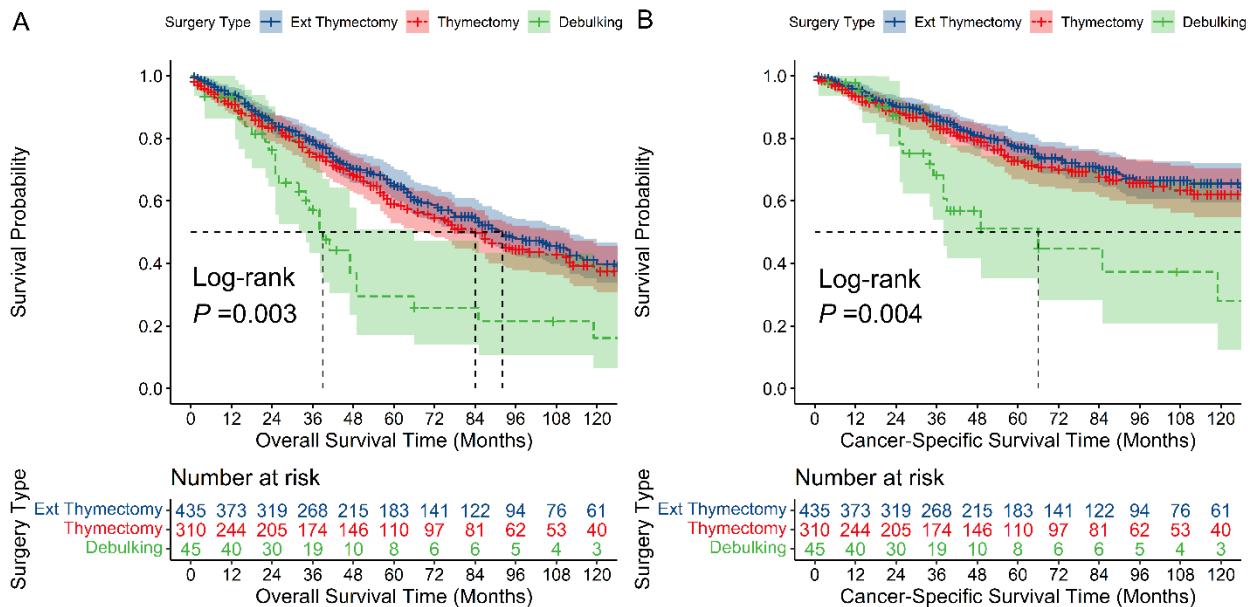 A
Surgery Type Ext Thymectomy Thymectomy Debulking
Survival Probability
1.0
0.8
0.6
0.4
0.2
0.0
Log-rank
P =0.003
0 12 24 36 48 60 72 84 96 108 120
Overall Survival Time (Months)
Number at risk
Surgery Type
Ext Thymectomy 435 373 319 268 215 183 141 122 94 76 61
Thymectomy 310 244 205 174 146 110 97 81 62 53 40
Debulking 45 40 30 19 10 8 6 6 5 4 3
0 12 24 36 48 60 72 84 96 108 120
Overall Survival Time (Months)
B
Surgery Type Ext Thymectomy Thymectomy Debulking
Survival Probability
1.0
0.8
0.6
0.4
0.2
0.0
Log-rank
P =0.004
0 12 24 36 48 60 72 84 96 108 120
Cancer-Specific Survival Time (Months)
Number at risk
Surgery Type
Ext Thymectomy 435 373 319 268 215 183 141 122 94 76 61
Thymectomy 310 244 205 174 146 110 97 81 62 53 40
Debulking 45 40 30 19 10 8 6 6 5 4 3
0 12 24 36 48 60 72 84 96 108 120
Cancer-Specific Survival Time (Months)